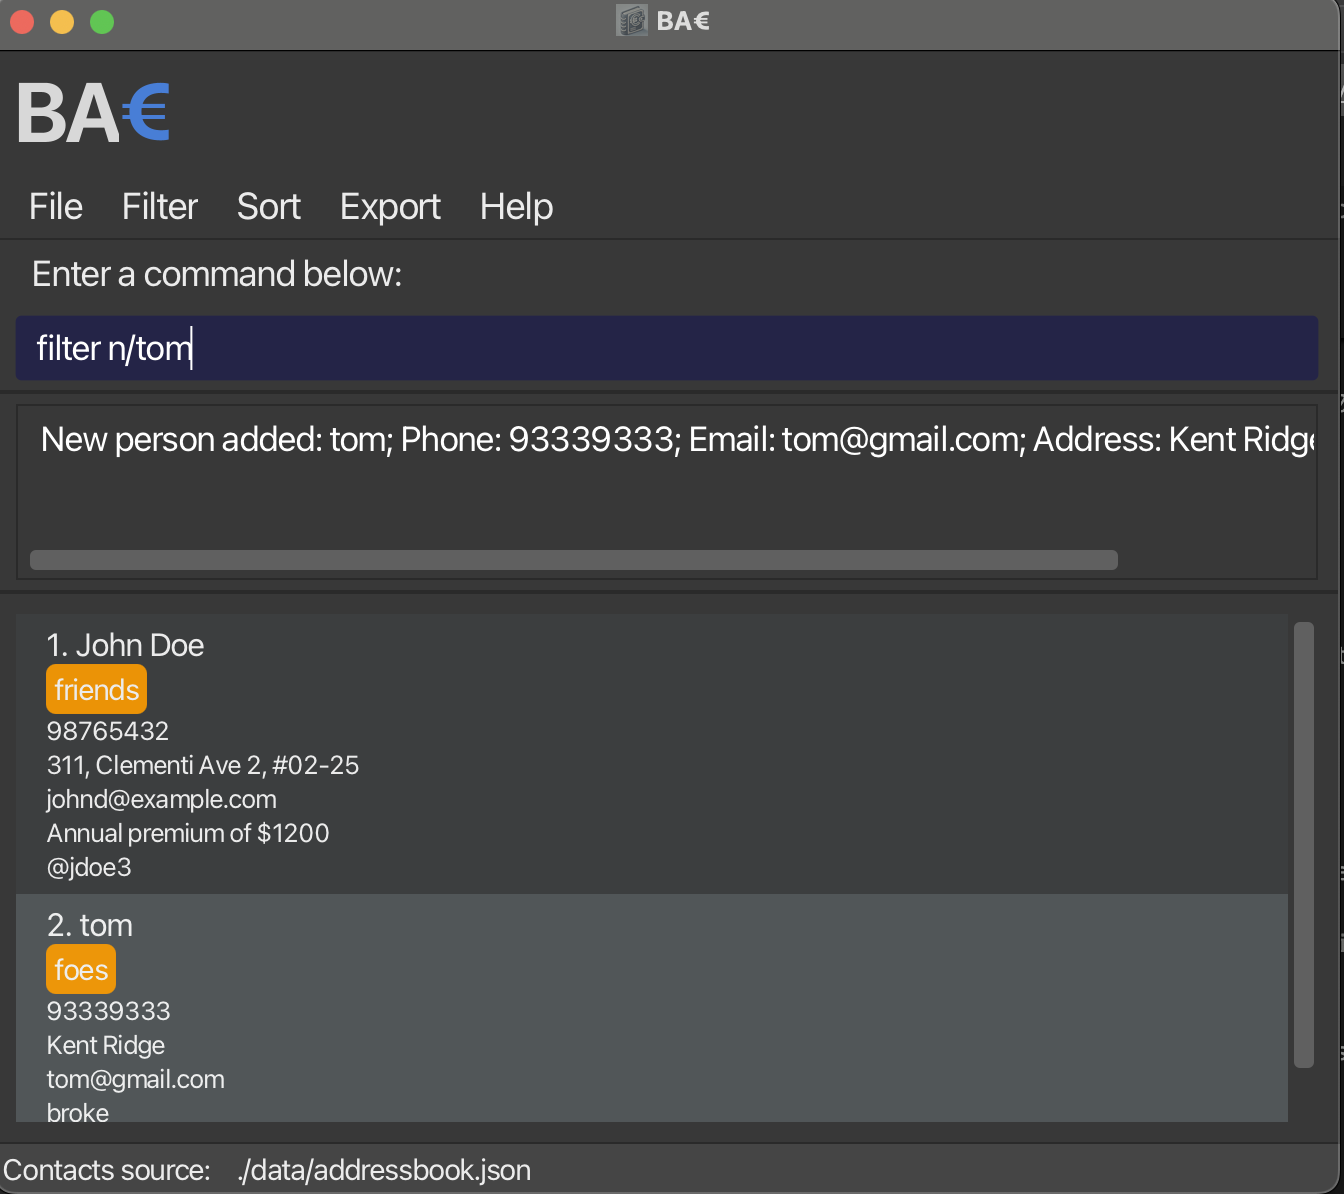 BA€
BA€
File Filter Sort Export Help
Enter a command below:
filter n/tom
New person added: tom; Phone: 93339333; Email: tom@gmail.com; Address: Kent Ridge
1. John Doe
friends
98765432
311, Clementi Ave 2, #02-25
johnd@example.com
Annual premium of $1200
@jdoe3
2. tom
foes
93339333
Kent Ridge
tom@gmail.com
broke
Contacts source: ./data/addressbook.json